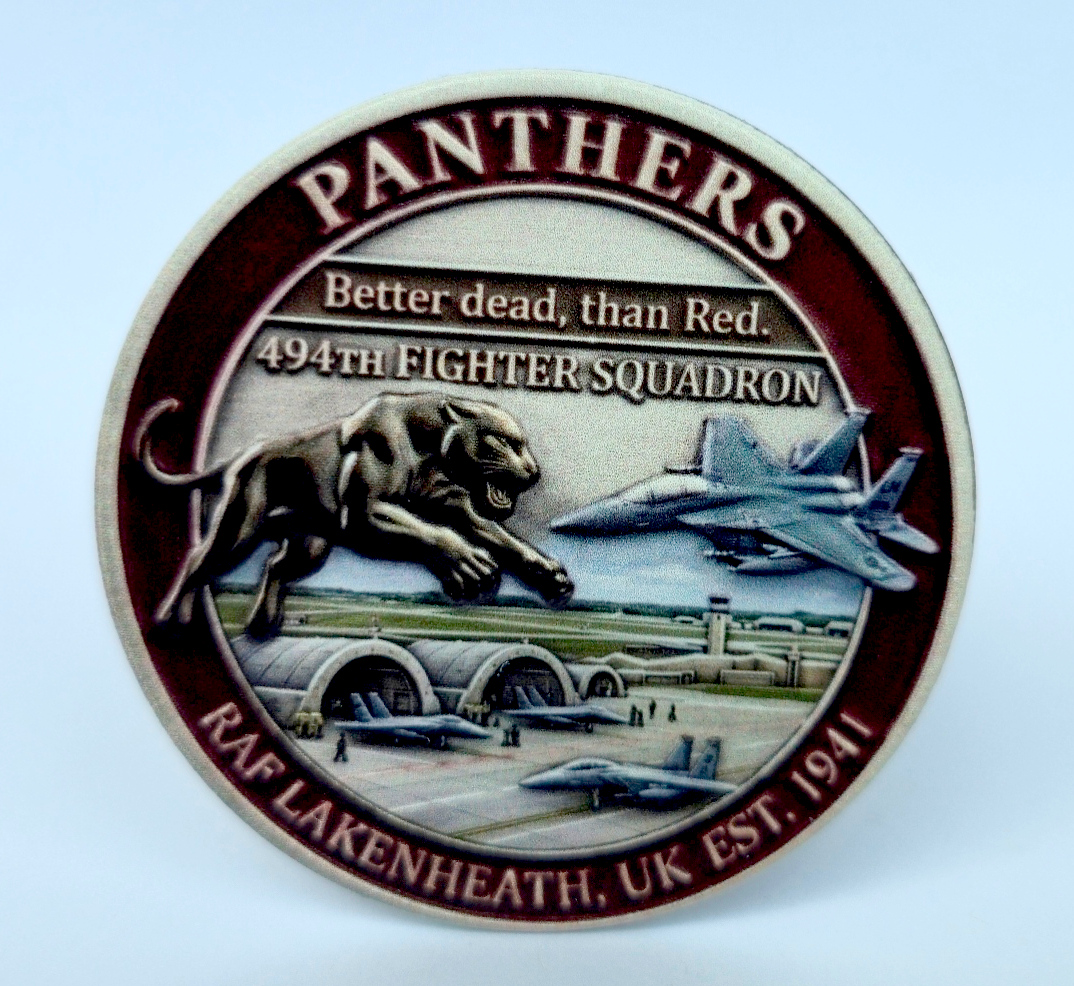 PANTHERS
Better dead, than Red.
494TH FIGHTER SQUADRON
RAF LAKENHEATH, UK EST. 1941